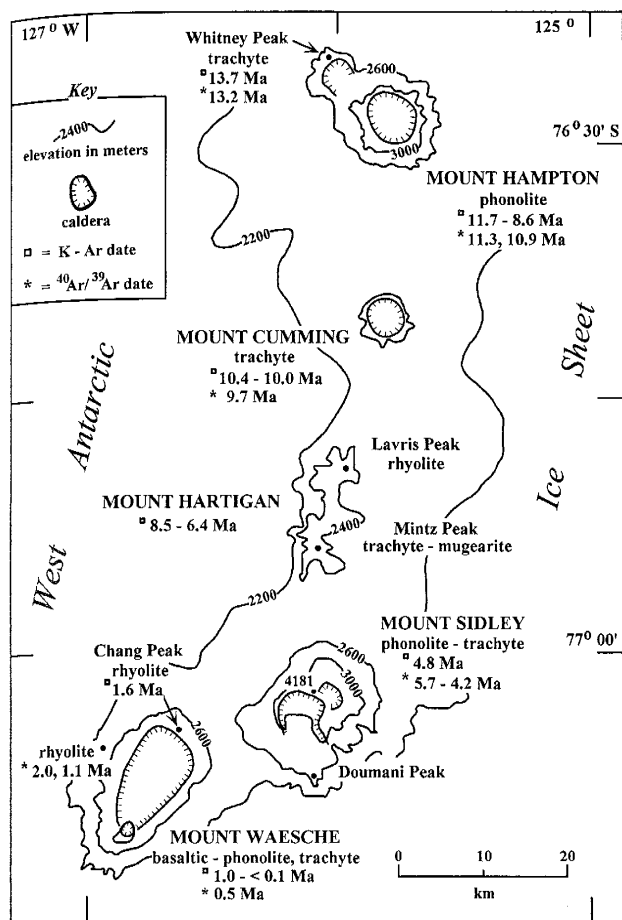 127° W
125°
Whitney Peak
trachyte
▫ 13.7 Ma
* 13.2 Ma
2600
3000
76° 30' S
Key
2400
elevation in meters
caldera
▫ = K - Ar date
* = ⁴⁰Ar/³⁹Ar date
MOUNT HAMPTON
phonolite
▫ 11.7 - 8.6 Ma
* 11.3, 10.9 Ma
2200
MOUNT CUMMING
trachyte
▫ 10.4 - 10.0 Ma
* 9.7 Ma
West Antarctic Ice Sheet
Lavris Peak
rhyolite
MOUNT HARTIGAN
▫ 8.5 - 6.4 Ma
2400
Mintz Peak
trachyte - mugearite
2200
MOUNT SIDLEY
phonolite - trachyte
▫ 4.8 Ma
* 5.7 - 4.2 Ma
77° 00'
2600
3000
4181
Chang Peak
rhyolite
▫ 1.6 Ma
2600
rhyolite
* 2.0, 1.1 Ma
Doumani Peak
MOUNT WAESCHE
basaltic - phonolite, trachyte
▫ 1.0 - < 0.1 Ma
* 0.5 Ma
0 10 20
km